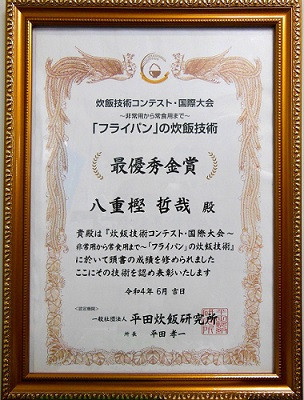 炊飯技術コンテスト・国際大会
～非常用から常食用まで～
「フライパン」の炊飯技術
最優秀金賞
八重樫 哲哉 殿
貴殿は『炊飯技術コンテスト・国際大会～
非常用から常食用まで～「フライパン」の炊飯技術』
に於いて頭書の成績を修められました
ここにその技術を認め表彰いたします
令和4年 6月 吉日
<認定機関>
一般社団法人 平田炊飯研究所
所長 平田 孝一